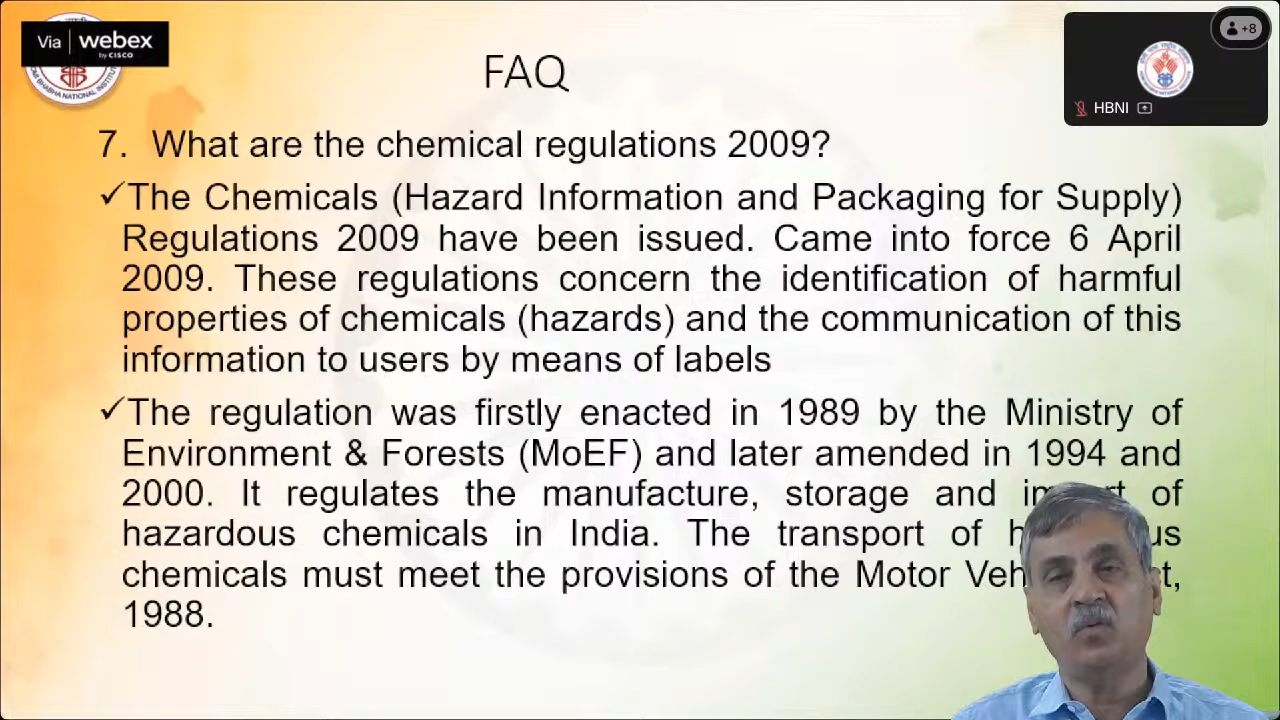 Via webex
by CISCO
BHABHA NATIONAL
+8
HBNI
FAQ
7. What are the chemical regulations 2009?
✓The Chemicals (Hazard Information and Packaging for Supply)
Regulations 2009 have been issued. Came into force 6 April
2009. These regulations concern the identification of harmful
properties of chemicals (hazards) and the communication of this
information to users by means of labels
✓The regulation was firstly enacted in 1989 by the Ministry of
Environment & Forests (MoEF) and later amended in 1994 and
2000. It regulates the manufacture, storage and of
hazardous chemicals in India. The transport of
chemicals must meet the provisions of the Motor
1988.